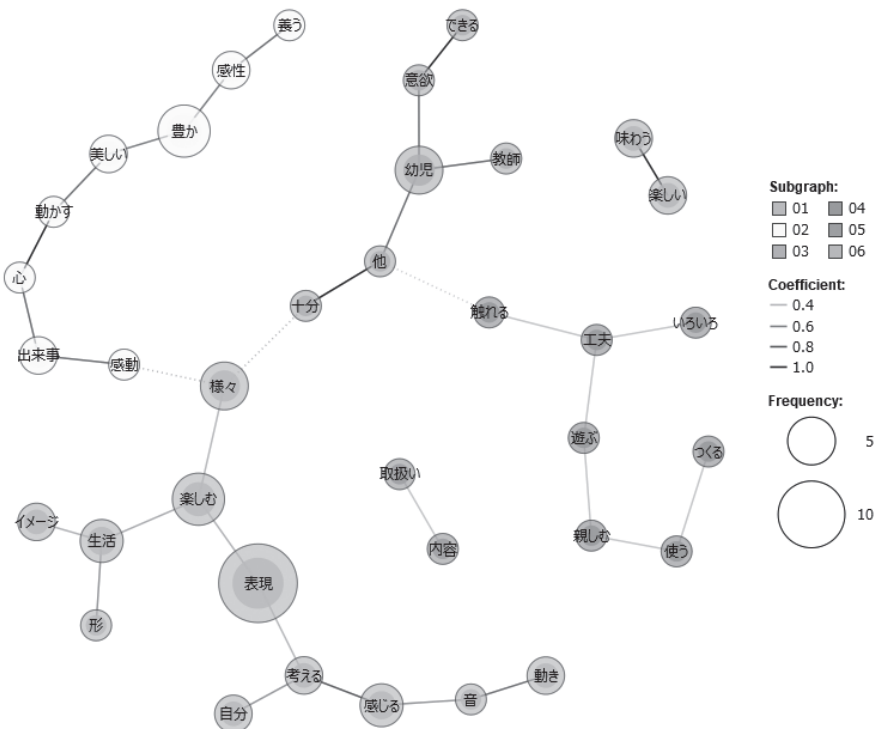 養う
感性
豊か
美しい
動かす
心
出来事
感動
できる
意欲
幼児
教師
他
十分
様々
味わう
楽しい
触れる
工夫
いろいろ
遊ぶ
つくる
親しむ
使う
取扱い
内容
楽しむ
イメージ
生活
形
表現
考える
自分
感じる
音
動き
Subgraph:
01 04
02 05
03 06
Coefficient:
0.4
0.6
0.8
1.0
Frequency:
5
10